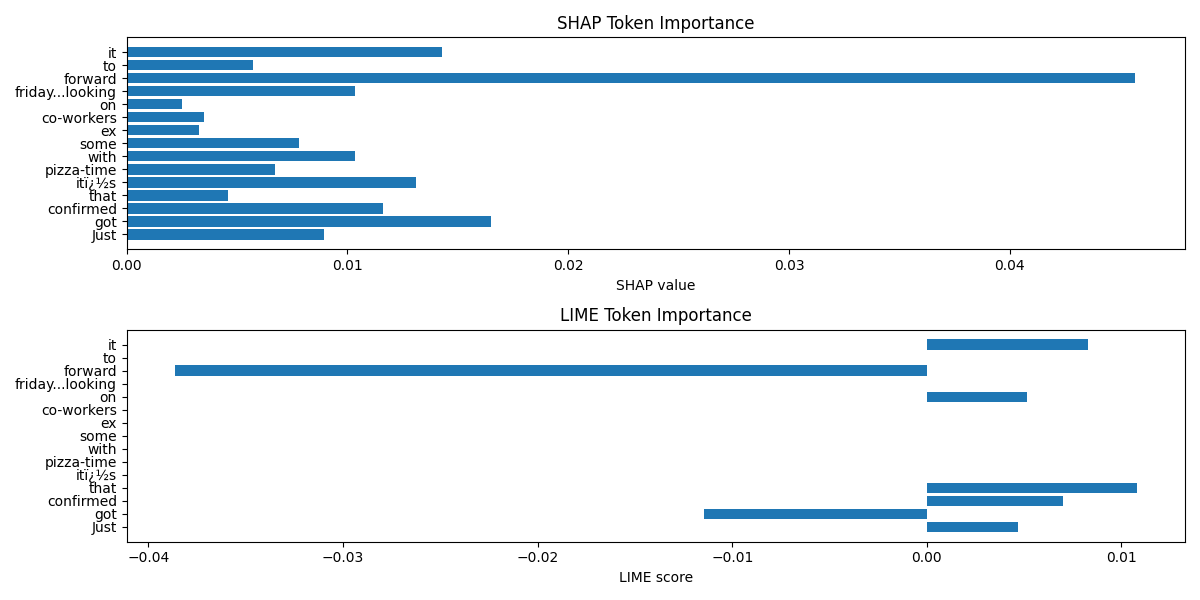 SHAP Token Importance
it
to
forward
friday...looking
on
co-workers
ex
some
with
pizza-time
itï¿½s
that
confirmed
got
Just
0.00 0.01 0.02 0.03 0.04
SHAP value
LIME Token Importance
it
to
forward
friday...looking
on
co-workers
ex
some
with
pizza-time
itï¿½s
that
confirmed
got
Just
−0.04 −0.03 −0.02 −0.01 0.00 0.01
LIME score